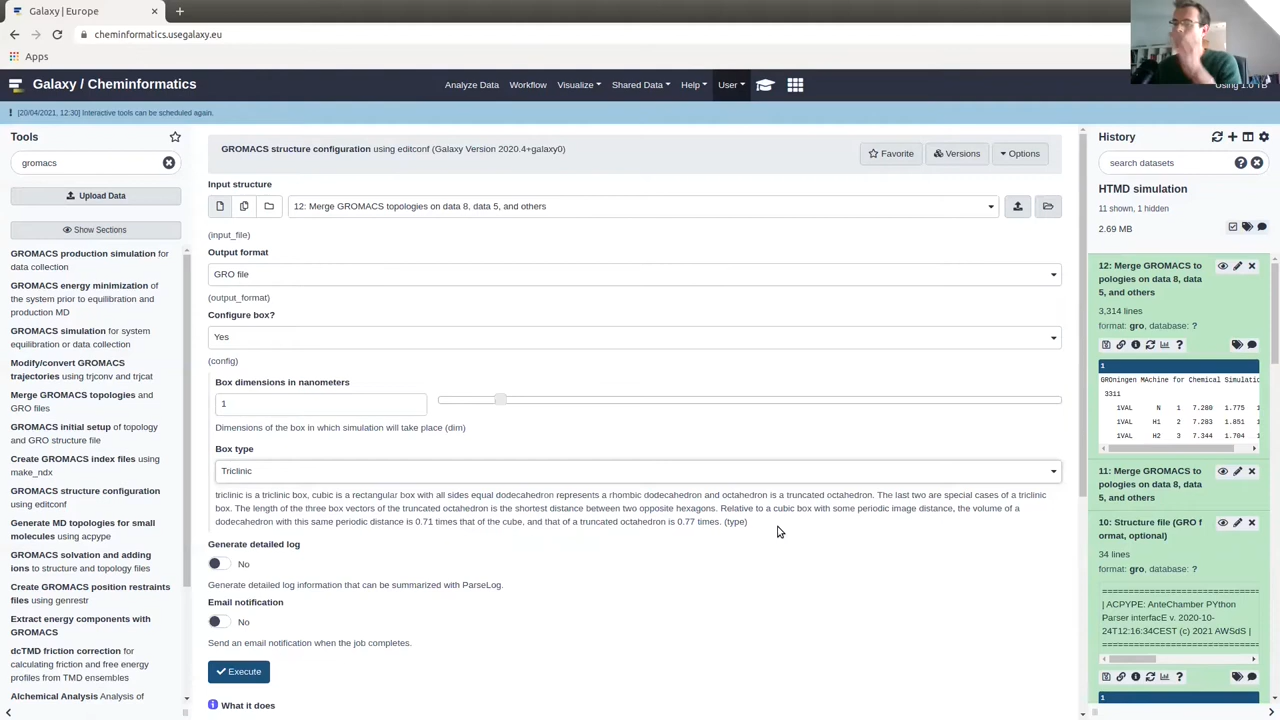 Galaxy | Europe
cheminformatics.usegalaxy.eu
Apps
Galaxy / Cheminformatics
Analyze Data Workflow Visualize Shared Data Help User
Using 1.0 TB
[20/04/2021, 12:30] Interactive tools can be scheduled again.
Tools
gromacs
Upload Data
Show Sections
GROMACS production simulation for
data collection
GROMACS energy minimization of
the system prior to equilibration and
production MD
GROMACS simulation for system
equilibration or data collection
Modify/convert GROMACS
trajectories using trjconv and trjcat
Merge GROMACS topologies and
GRO files
GROMACS initial setup of topology
and GRO structure file
Create GROMACS index files using
make_ndx
GROMACS structure configuration
using editconf
Generate MD topologies for small
molecules using acpype
GROMACS solvation and adding
ions to structure and topology files
Create GROMACS position restraints
files using genrestr
Extract energy components with
GROMACS
dcTMD friction correction for
calculating friction and free energy
profiles from TMD ensembles
Alchemical Analysis Analysis of
GROMACS structure configuration using editconf (Galaxy Version 2020.4+galaxy0)
Favorite Versions Options
Input structure
12: Merge GROMACS topologies on data 8, data 5, and others
(input_file)
Output format
GRO file
(output_format)
Configure box?
Yes
(config)
Box dimensions in nanometers
1
Dimensions of the box in which simulation will take place (dim)
Box type
Triclinic
triclinic is a triclinic box, cubic is a rectangular box with all sides equal dodecahedron represents a rhombic dodecahedron and octahedron is a truncated octahedron. The last two are special cases of a triclinic
box. The length of the three box vectors of the truncated octahedron is the shortest distance between two opposite hexagons. Relative to a cubic box with some periodic image distance, the volume of a
dodecahedron with this same periodic distance is 0.71 times that of the cube, and that of a truncated octahedron is 0.77 times. (type)
Generate detailed log
No
Generate detailed log information that can be summarized with ParseLog.
Email notification
No
Send an email notification when the job completes.
Execute
What it does
History
search datasets
HTMD simulation
11 shown, 1 hidden
2.69 MB
12: Merge GROMACS to
pologies on data 8, data
5, and others
3,314 lines
format: gro, database: ?
1
GROningen MAchine for Chemical Simulatio
3311
1VAL N 1 7.280 1.775
1VAL H1 2 7.283 1.851
1VAL H2 3 7.344 1.704
11: Merge GROMACS to
pologies on data 8, data
5, and others
10: Structure file (GRO f
ormat, optional)
34 lines
format: gro, database: ?
==============================
| ACPYPE: AnteChamber PYthon
Parser interfacE v. 2020-10-
24T12:16:34CEST (c) 2021 AWSdS |
==============================
1